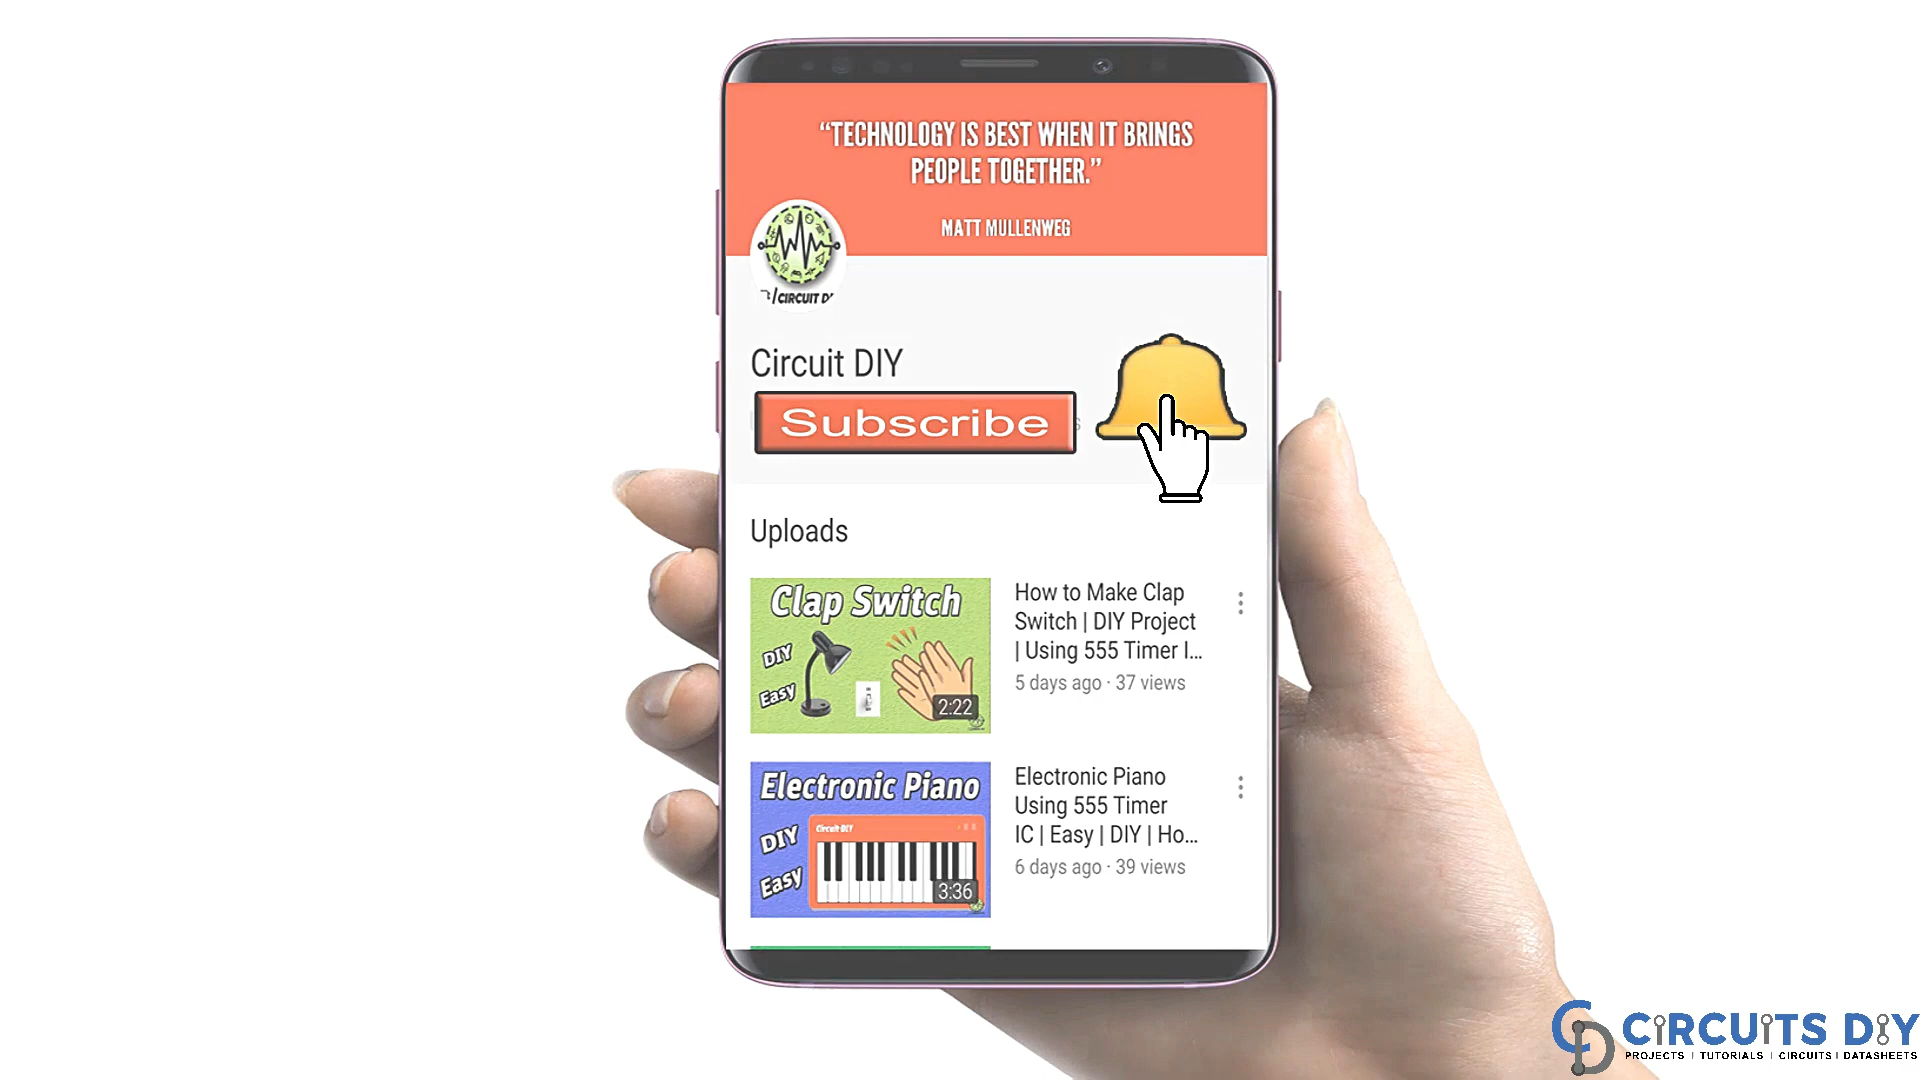 “TECHNOLOGY IS BEST WHEN IT BRINGS
PEOPLE TOGETHER.”
MATT MULLENWEG
/CIRCUIT D
Circuit DIY
Subscribe
Uploads
Clap Switch
DIY
Easy
2:22
How to Make Clap
Switch | DIY Project
| Using 555 Timer I...
5 days ago · 37 views
Electronic Piano
DIY
Easy
Circuit DIY
3:36
Electronic Piano
Using 555 Timer
IC | Easy | DIY | Ho...
6 days ago · 39 views
CIRCUITS DIY
PROJECTS | TUTORIALS | CIRCUITS | DATASHEETS